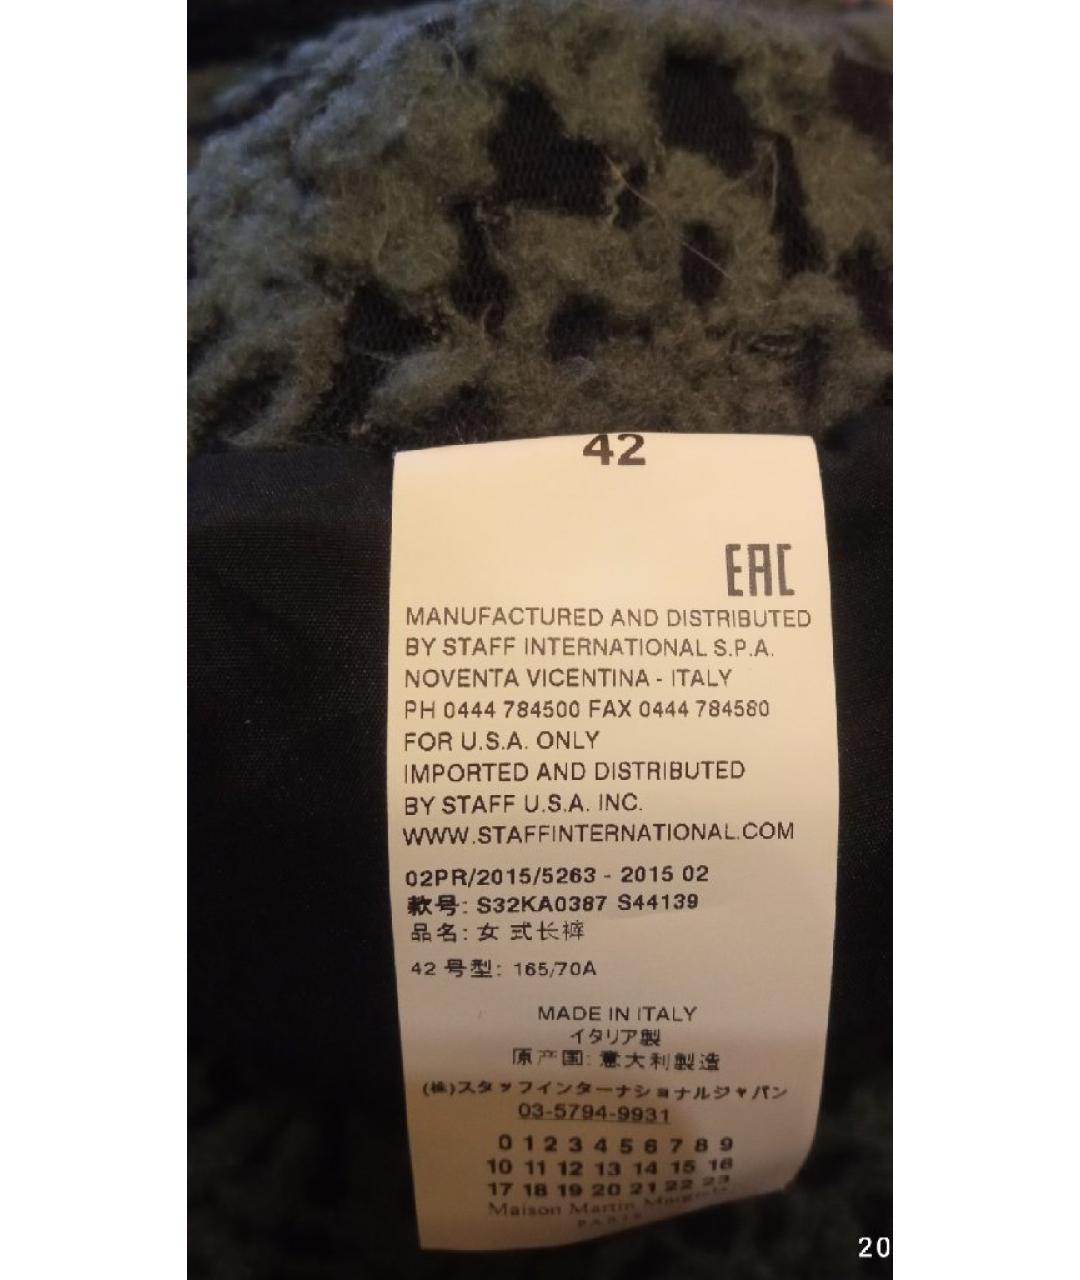 42
EAC
MANUFACTURED AND DISTRIBUTED
BY STAFF INTERNATIONAL S.P.A.
NOVENTA VICENTINA - ITALY
PH 0444 784500 FAX 0444 784580
FOR U.S.A. ONLY
IMPORTED AND DISTRIBUTED
BY STAFF U.S.A. INC.
WWW.STAFFINTERNATIONAL.COM
02PR/2015/5263 - 2015 02
款号: S32KA0387 S44139
品名: 女式长裤
42 号型: 165/70A
MADE IN ITALY
イタリア製
原产国: 意大利製造
(株)スタッフインターナショナルジャパン
03-5794-9931
0 1 2 3 4 5 6 7 8 9
10 11 12 13 14 15 16
17 18 19 20 21 22 23
Maison Martin Margiela
PARIS
20